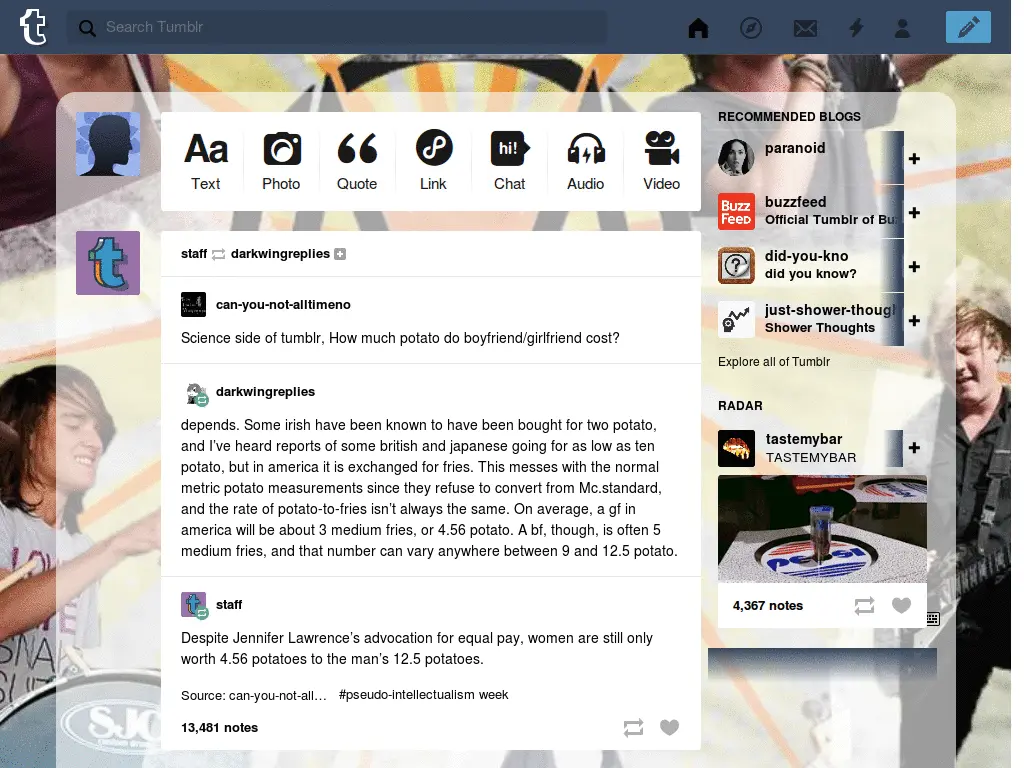 Search Tumblr
Aa
hi!
Text
Photo
Quote
Link
Chat
Audio
Video
staff darkwingreplies
can-you-not-alltimeno
Science side of tumblr, How much potato do boyfriend/girlfriend cost?
darkwingreplies
depends. Some irish have been known to have been bought for two potato,
and I’ve heard reports of some british and japanese going for as low as ten
potato, but in america it is exchanged for fries. This messes with the normal
metric potato measurements since they refuse to convert from Mc.standard,
and the rate of potato-to-fries isn’t always the same. On average, a gf in
america will be about 3 medium fries, or 4.56 potato. A bf, though, is often 5
medium fries, and that number can vary anywhere between 9 and 12.5 potato.
staff
Despite Jennifer Lawrence’s advocation for equal pay, women are still only
worth 4.56 potatoes to the man’s 12.5 potatoes.
Source: can-you-not-all… #pseudo-intellectualism week
13,481 notes
RECOMMENDED BLOGS
paranoid
BuzzFeed
buzzfeed
Official Tumblr of Bu
did-you-kno
did you know?
just-shower-though
Shower Thoughts
Explore all of Tumblr
RADAR
tastemybar
TASTEMYBAR
pepsi
4,367 notes
SJC